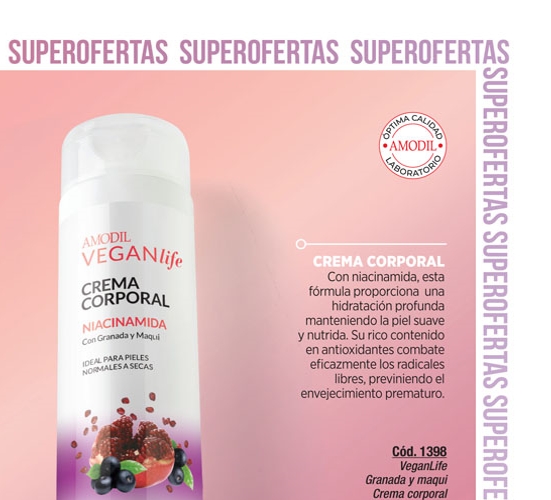 SUPEROFERTAS SUPEROFERTAS SUPEROFERTAS
SUPEROFERTAS SUPEROFERTAS SUPEROFE
ÓPTIMA CALIDAD
• AMODIL •
LABORATORIO
AMODIL
VEGANlife
CREMA
CORPORAL
NIACINAMIDA
Con Granada y Maqui
IDEAL PARA PIELES
NORMALES A SECAS
CREMA CORPORAL
Con niacinamida, esta
fórmula proporciona una
hidratación profunda
manteniendo la piel suave
y nutrida. Su rico contenido
en antioxidantes combate
eficazmente los radicales
libres, previniendo el
envejecimiento prematuro.
Cód. 1398
VeganLife
Granada y maqui
Crema corporal